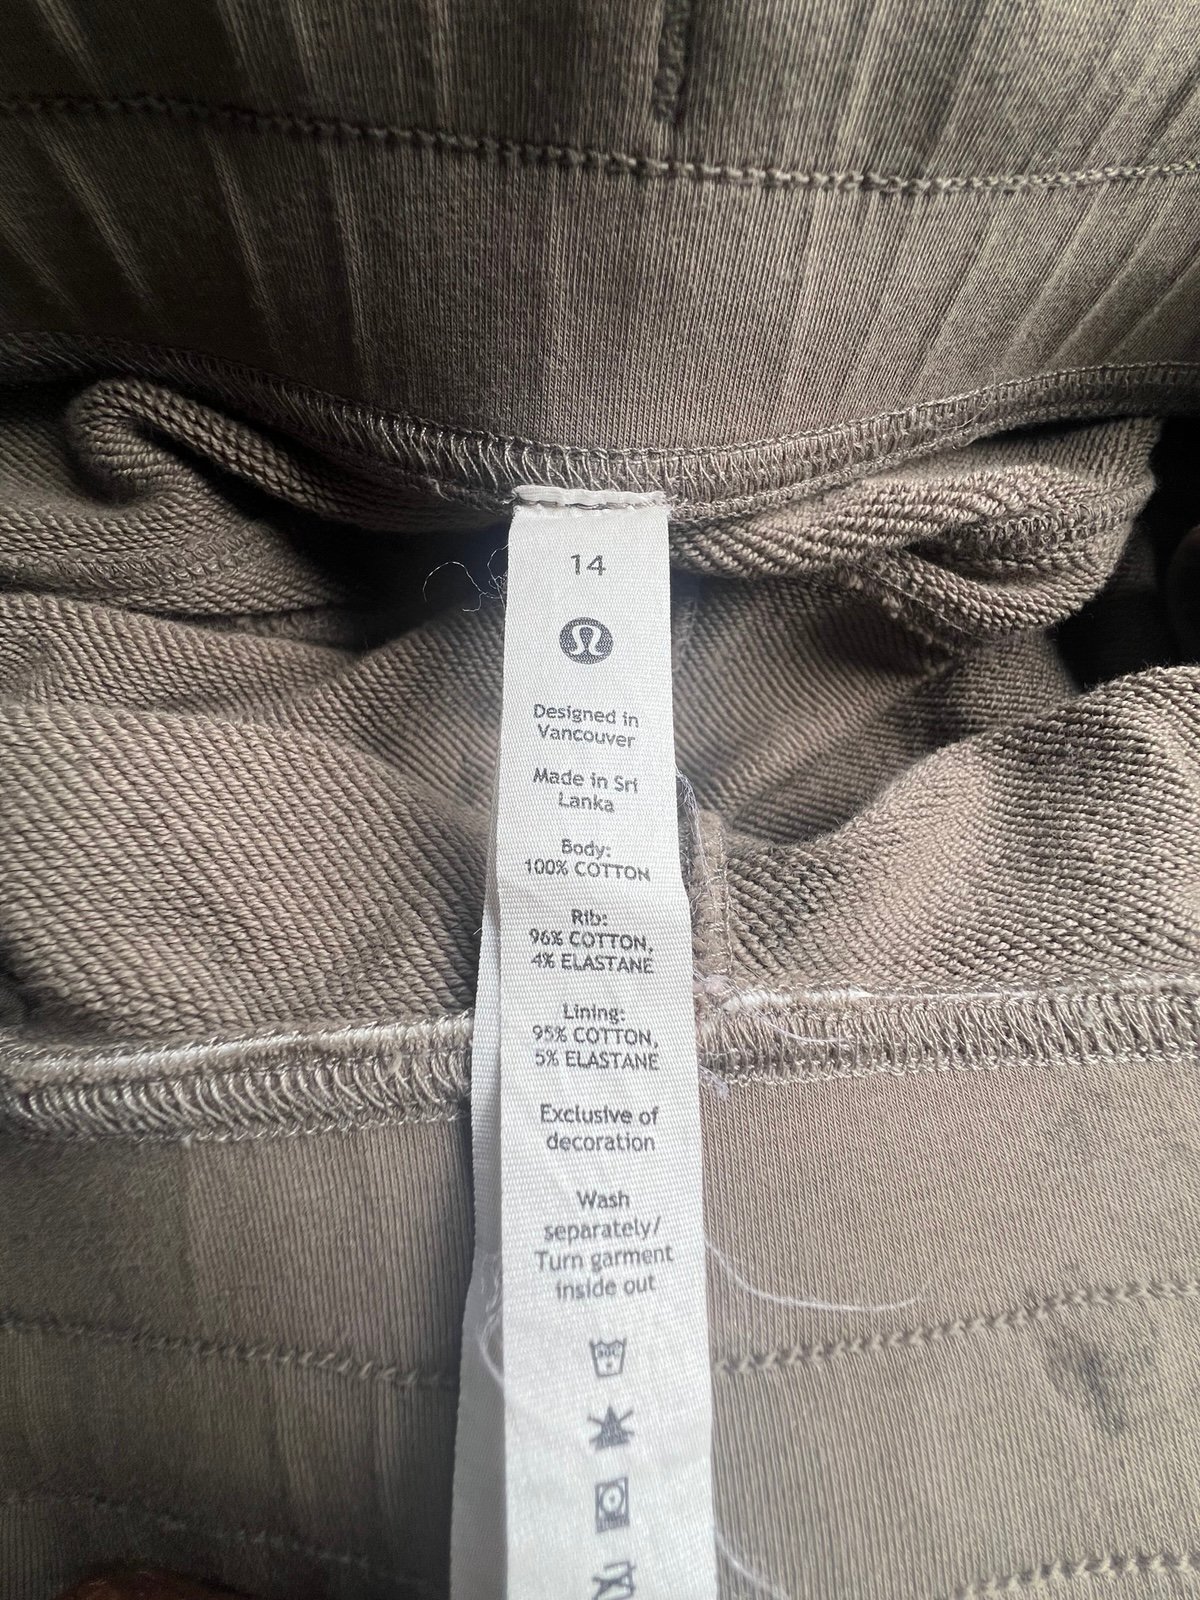 14
Designed in
Vancouver
Made in Sri
Lanka
Body:
100% COTTON
Rib:
96% COTTON,
4% ELASTANE
Lining:
95% COTTON,
5% ELASTANE
Exclusive of
decoration
Wash
separately/
Turn garment
inside out
30C